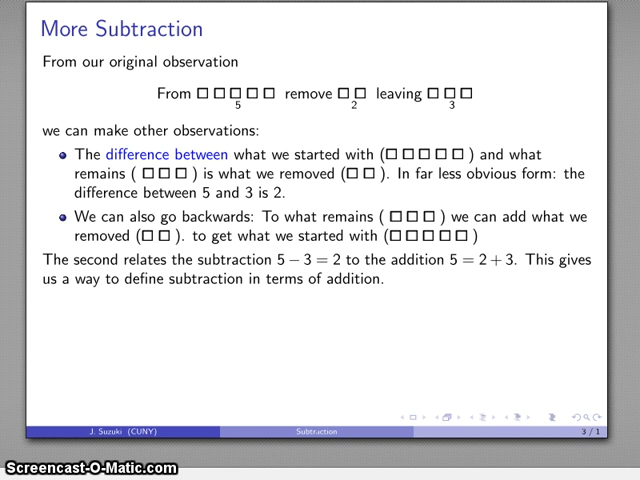 More Subtraction
From our original observation
From □ □ □ □ □ remove □ □ leaving □ □ □
5 2 3
we can make other observations:
• The difference between what we started with (□ □ □ □ □ ) and what
remains ( □ □ □ ) is what we removed (□ □ ). In far less obvious form: the
difference between 5 and 3 is 2.
• We can also go backwards: To what remains ( □ □ □ ) we can add what we
removed (□ □ ). to get what we started with (□ □ □ □ □ )
The second relates the subtraction 5 − 3 = 2 to the addition 5 = 2 + 3. This gives
us a way to define subtraction in terms of addition.
J. Suzuki (CUNY) Subtraction 3 / 1
Screencast-O-Matic.com